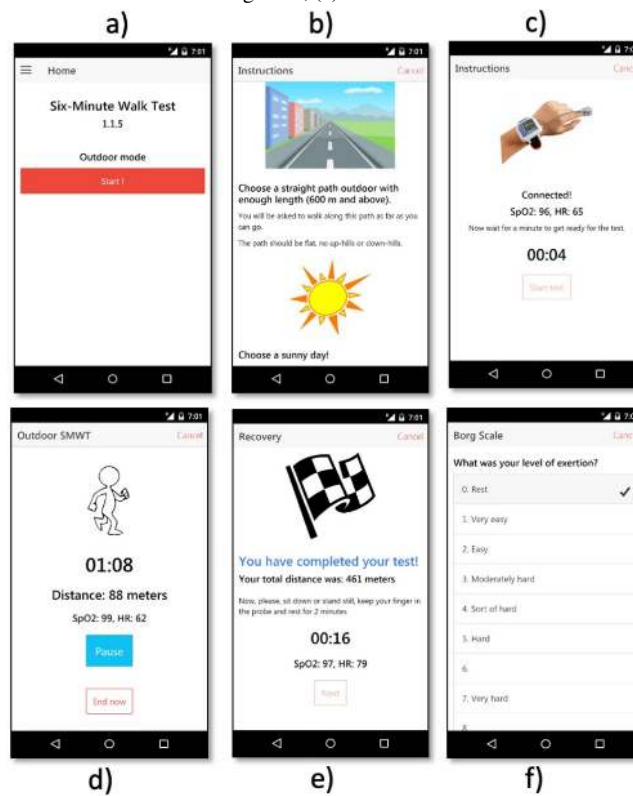 a)
b)
c)
7:01
Home
Six-Minute Walk Test
1.1.5
Outdoor mode
Start !
7:01
Instructions
Cancel
Choose a straight path outdoor with
enough length (600 m and above).
You will be asked to walk along this path as far as you
can go.
The path should be flat, no up-hills or down-hills.
Choose a sunny day!
Instructions
Connected!
SpO2: 96, HR: 65
Now wait for a minute to get ready for the test.
00:04
Start test
7:01
Outdoor SMWT
Cancel
01:08
Distance: 88 meters
SpO2: 99, HR: 62
Pause
End now
7:01
Recovery
Cancel
You have completed your test!
Your total distance was: 461 meters
Now, please, sit down or stand still, keep your finger in
the probe and rest for 2 minutes
00:16
SpO2: 97, HR: 79
Next
Borg Scale
What was your level of exertion?
0. Rest
1. Very easy
2. Easy
3. Moderately hard
4. Sort of hard
5. Hard
6.
7. Very hard
8.
d)
e)
f)